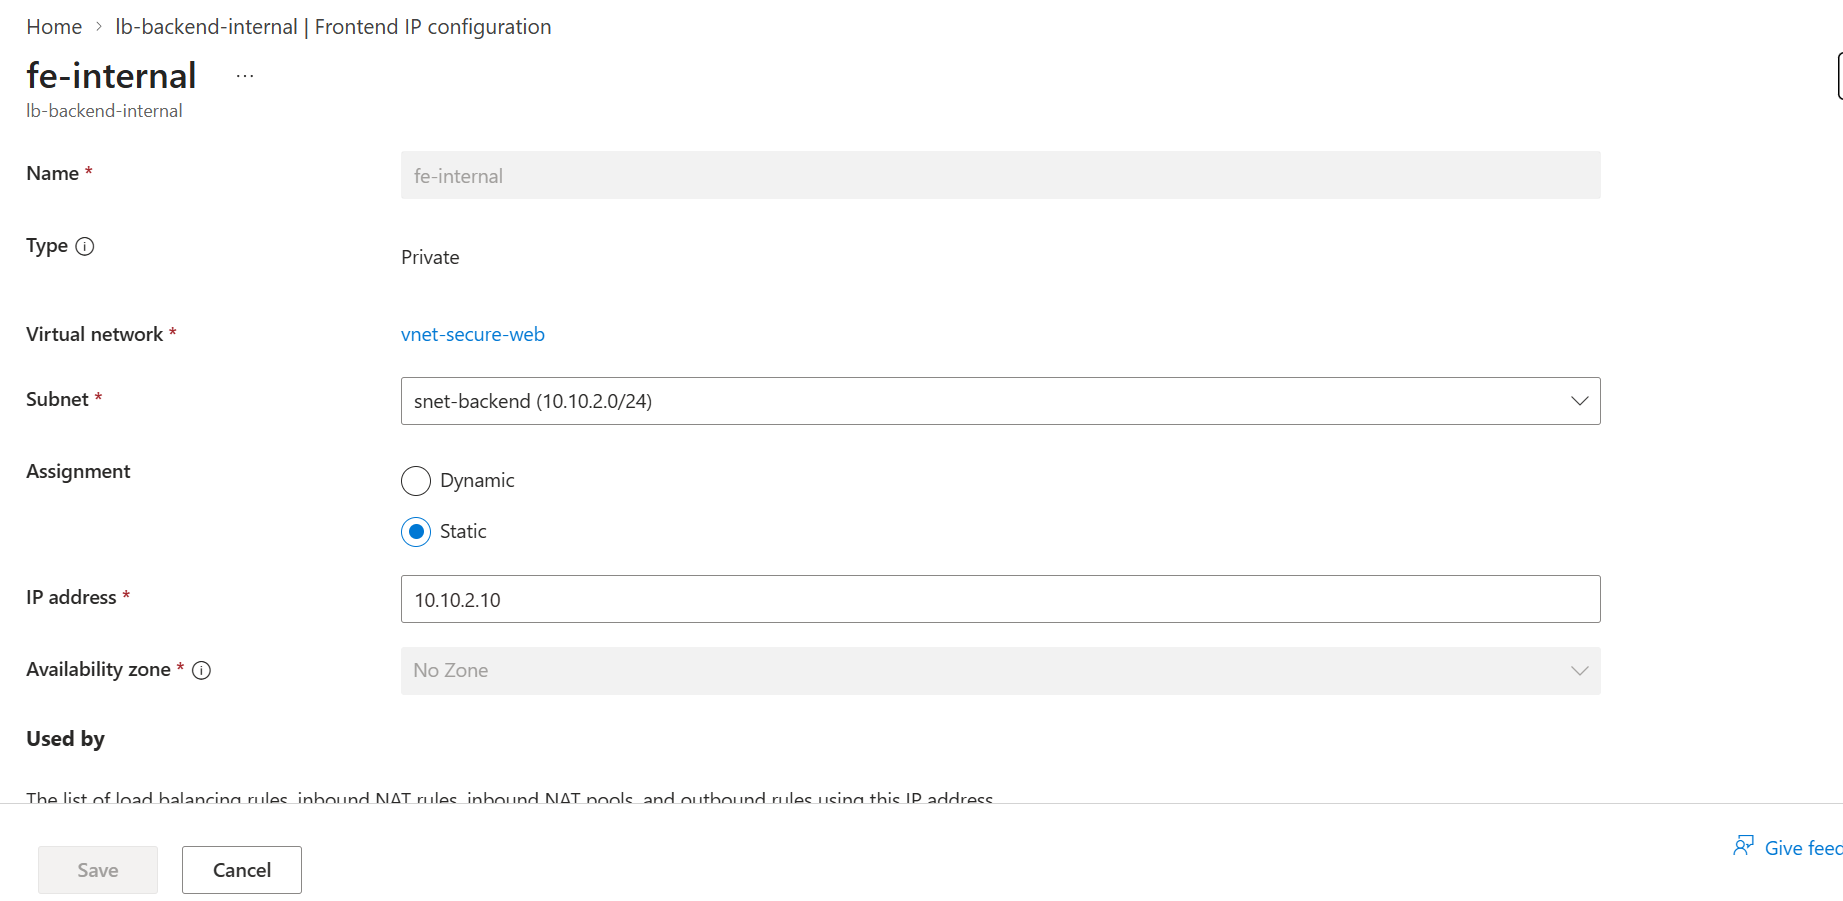 Home > lb-backend-internal | Frontend IP configuration
fe-internal ...
lb-backend-internal
Name * fe-internal
Type Private
Virtual network * vnet-secure-web
Subnet * snet-backend (10.10.2.0/24)
Assignment
Dynamic
Static
IP address * 10.10.2.10
Availability zone * No Zone
Used by
The list of load balancing rules, inbound NAT rules, inbound NAT pools, and outbound rules using this IP address
Give feed
Save Cancel